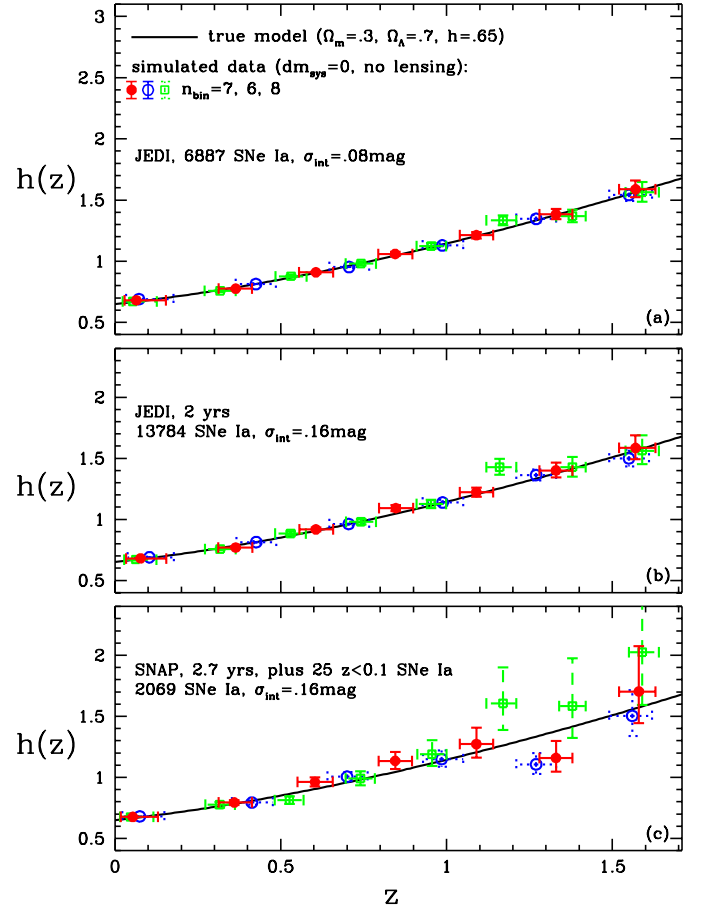 3
2.5
2
1.5
1
0.5
h(z)
true model (Ωm=.3, ΩΛ=.7, h=.65)
simulated data (dmsys=0, no lensing):
nbin=7, 6, 8
JEDI, 6887 SNe Ia, σint=.08mag
(a)
2
1.5
1
0.5
h(z)
JEDI, 2 yrs
13784 SNe Ia, σint=.16mag
(b)
2
1.5
1
0.5
h(z)
SNAP, 2.7 yrs, plus 25 z<0.1 SNe Ia
2069 SNe Ia, σint=.16mag
(c)
0 0.5 1 1.5
z